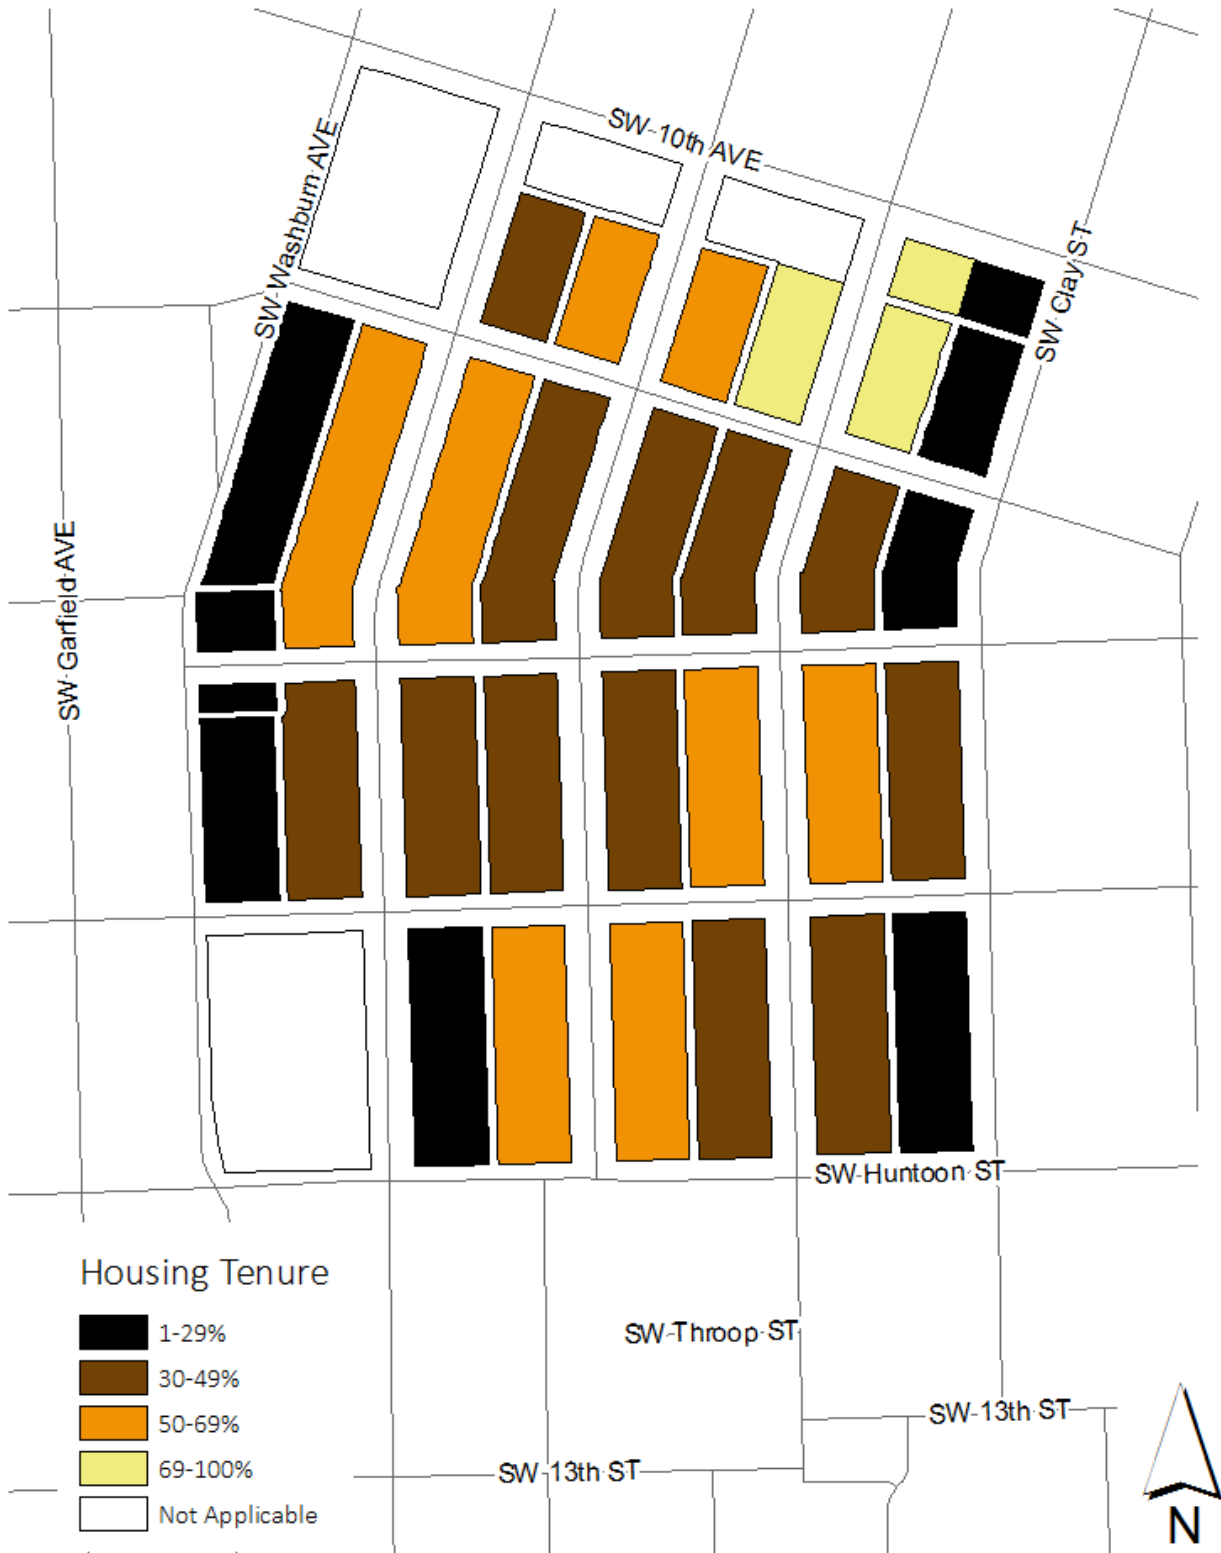 SW 10th AVE
SW Washburn AVE
SW Clay ST
SW Garfield AVE
SW Huntoon ST
Housing Tenure
1-29%
30-49%
50-69%
69-100%
Not Applicable
SW Throop ST
SW 13th ST
SW 13th ST
N